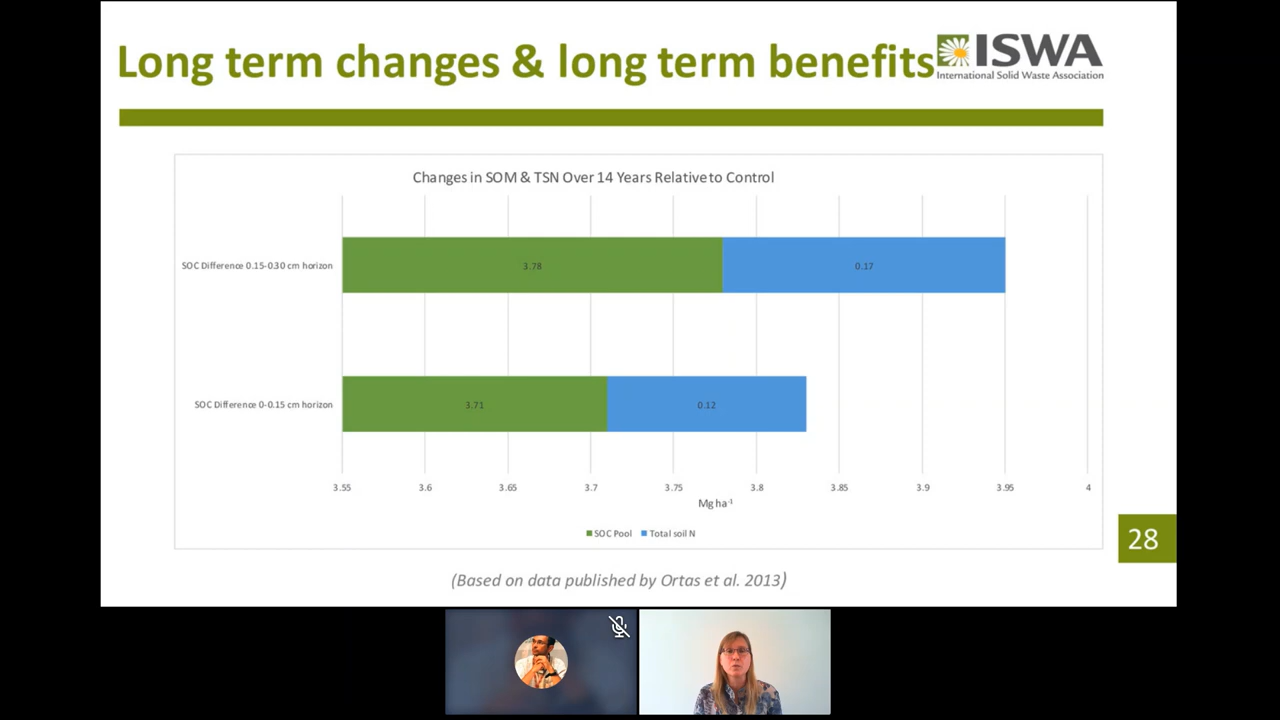 Long term changes & long term benefits
ISWA
International Solid Waste Association
Changes in SOM & TSN Over 14 Years Relative to Control
SOC Difference 0.15-0.30 cm horizon
3.78
0.17
SOC Difference 0-0.15 cm horizon
3.71
0.12
3.55 3.6 3.65 3.7 3.75 3.8 3.85 3.9 3.95 4
Mg ha-1
SOC Pool Total soil N
28
(Based on data published by Ortas et al. 2013)